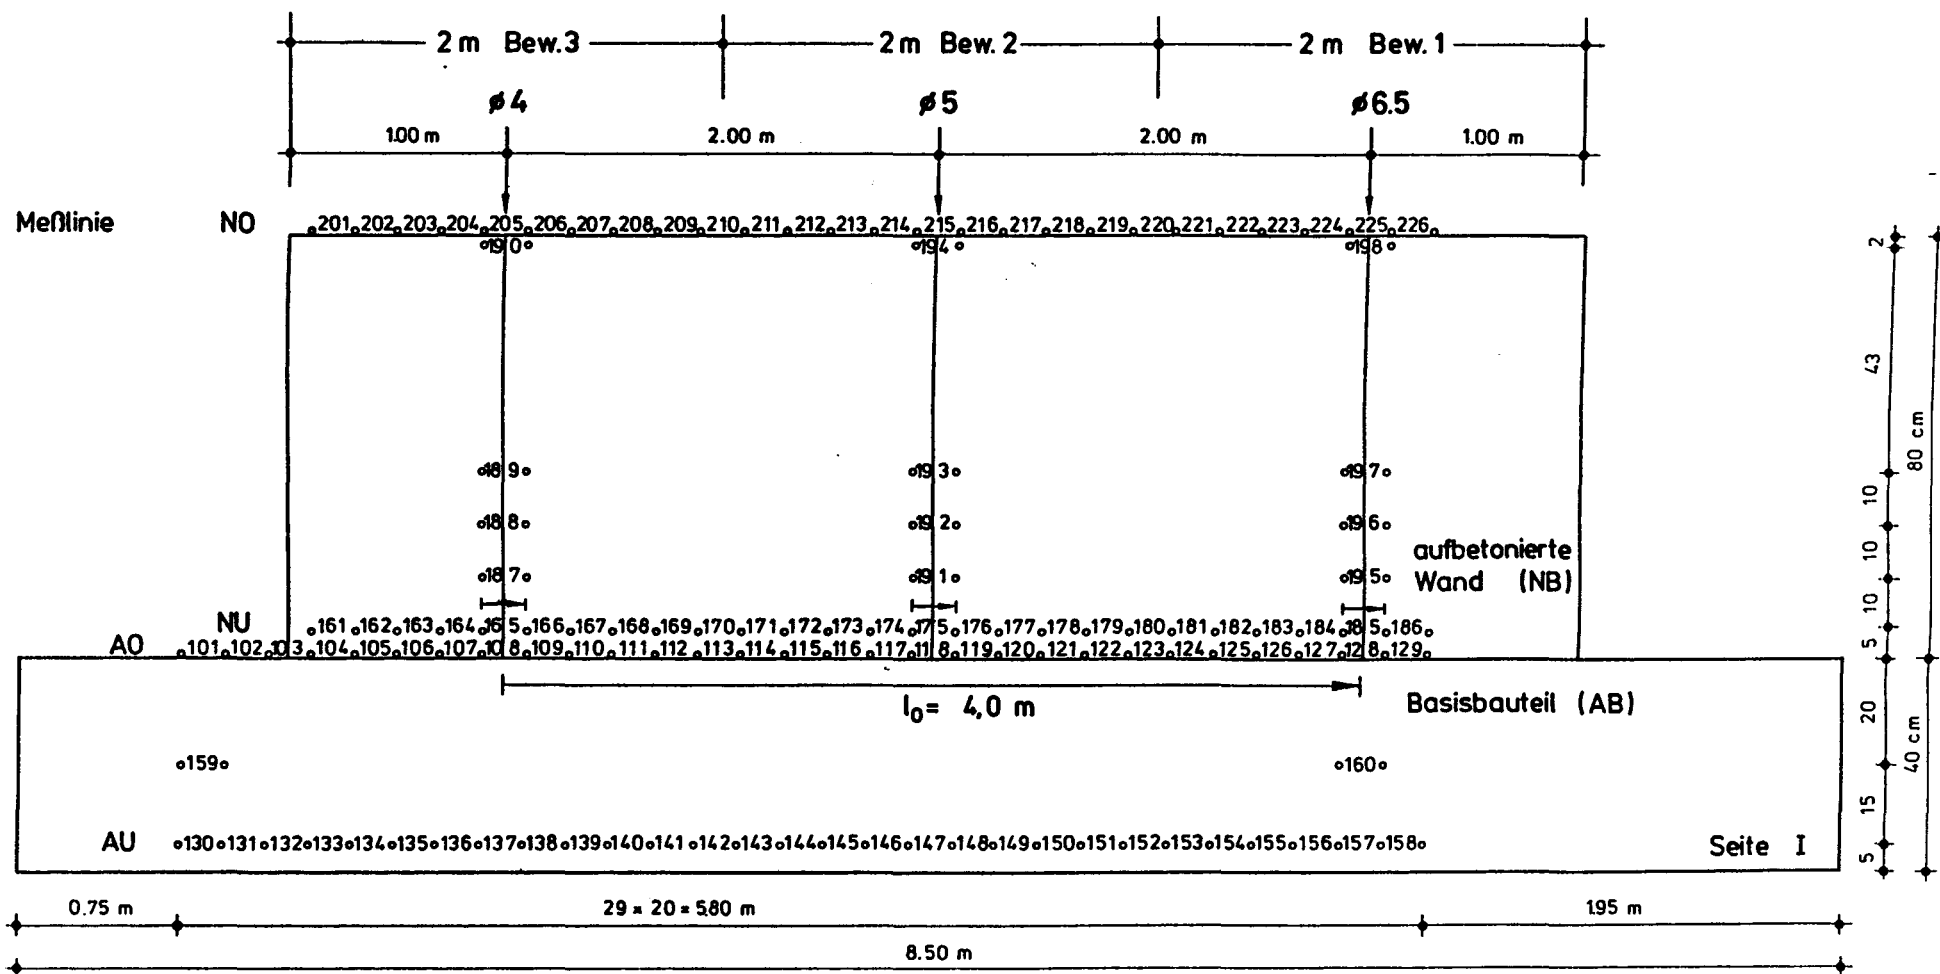 2 m Bew. 3 2 m Bew. 2 2 m Bew. 1
ø 4 ø 5 ø 6.5
1.00 m 2.00 m 2.00 m 1.00 m
Meßlinie NO 201 202 203 204 205 206 207 208 209 210 211 212 213 214 215 216 217 218 219 220 221 222 223 224 225 226
190 194 198
2
43
80 cm
189 193 197
10
188 192 196
10
aufbetonierte
Wand (NB)
187 191 195
10
NU 161 162 163 164 165 166 167 168 169 170 171 172 173 174 175 176 177 178 179 180 181 182 183 184 185 186
AO 101 102 103 104 105 106 107 108 109 110 111 112 113 114 115 116 117 118 119 120 121 122 123 124 125 126 127 128 129
5
l₀ = 4,0 m Basisbauteil (AB)
20
40 cm
159 160
15
AU 130 131 132 133 134 135 136 137 138 139 140 141 142 143 144 145 146 147 148 149 150 151 152 153 154 155 156 157 158 Seite I
5
0.75 m 29 × 20 = 5.80 m 1.95 m
8.50 m